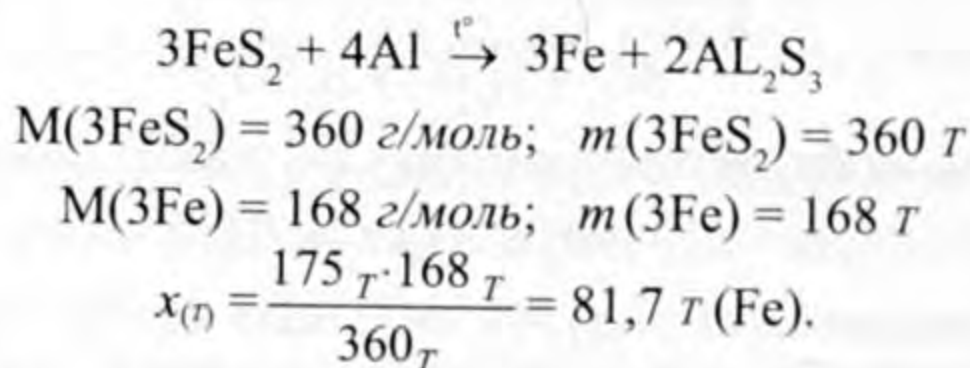 3FeS₂ + 4Al →^t° 3Fe + 2AL₂S₃
M(3FeS₂) = 360 г/моль; m(3FeS₂) = 360 т
M(3Fe) = 168 г/моль; m(3Fe) = 168 т
x₍т₎ = 175 т·168 т / 360 т = 81,7 т (Fe).